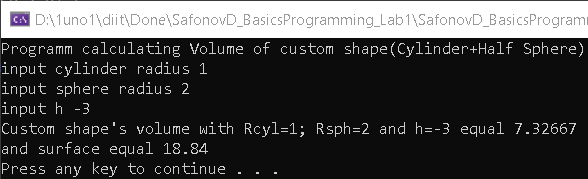 D:\1uno1\diit\Done\SafonovD_BasicsProgramming_Lab1\SafonovD_BasicsProgramm
Programm calculating Volume of custom shape(Cylinder+Half Sphere)
input cylinder radius 1
input sphere radius 2
input h -3
Custom shape's volume with Rcyl=1; Rsph=2 and h=-3 equal 7.32667
and surface equal 18.84
Press any key to continue . . .